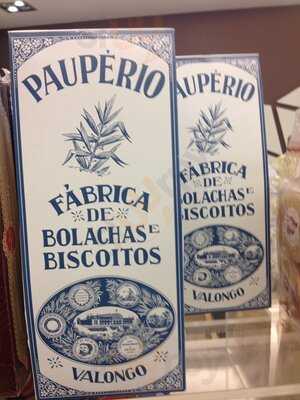 PAUPÉRIO
FÁBRICA
DE
BOLACHAS E
BISCOITOS
VALONGO
PAUPÉRIO
FÁBRICA
DE
BOLACHAS E
BISCOITOS
VALONGO